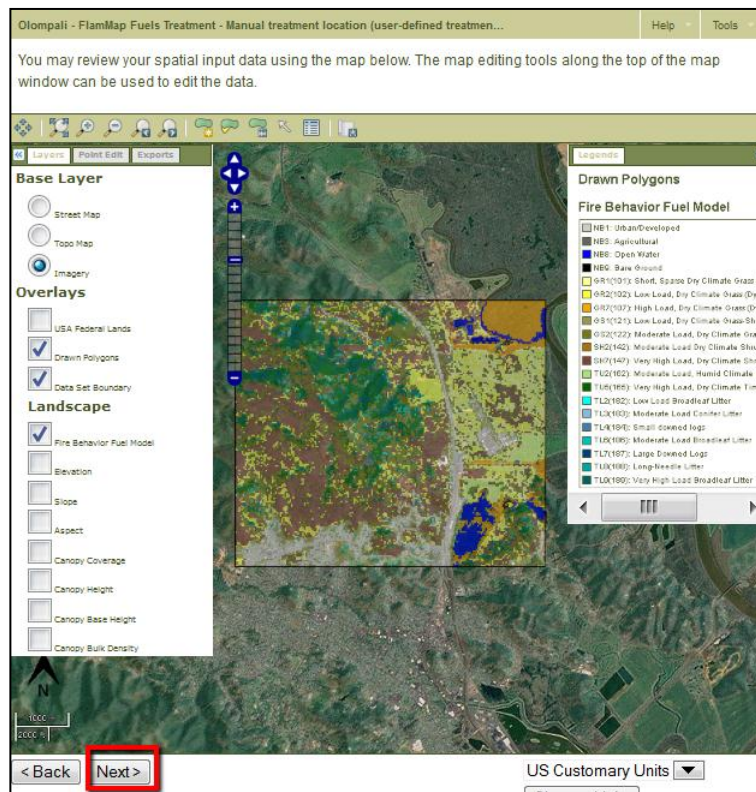 Olompali - FlamMap Fuels Treatment - Manual treatment location (user-defined treatmen...
Help
Tools
You may review your spatial input data using the map below. The map editing tools along the top of the map
window can be used to edit the data.
Layers
Point Edit
Exports
Base Layer
Street Map
Topo Map
Imagery
Overlays
USA Federal Lands
Drawn Polygons
Data Set Boundary
Landscape
Fire Behavior Fuel Model
Elevation
Slope
Aspect
Canopy Coverage
Canopy Height
Canopy Base Height
Canopy Bulk Density
Legends
Drawn Polygons
Fire Behavior Fuel Model
NB1: Urban/Developed
NB3: Agricultural
NB8: Open Water
NB9: Bare Ground
GR1(101): Short, Sparse Dry Climate Grass
GR2(102): Low Load, Dry Climate Grass (Dy
GR7(107): High Load, Dry Climate Grass (D
GS1(121): Low Load, Dry Climate Grass-Sh
GS2(122): Moderate Load, Dry Climate Gra
SH2(142): Moderate Load Dry Climate Shru
SH7(147): Very High Load, Dry Climate Sh
TU2(162): Moderate Load, Humid Climate
TU5(165): Very High Load, Dry Climate Tim
TL2(182): Low Load Broadleaf Litter
TL3(183): Moderate Load Conifer Litter
TL4(184): Small downed logs
TL6(186): Moderate Load Broadleaf Litter
TL7(187): Large Downed Logs
TL8(188): Long-Needle Litter
TL9(189): Very High Load Broadleaf Litter
N
1000
2000 ft
< Back
Next >
US Customary Units